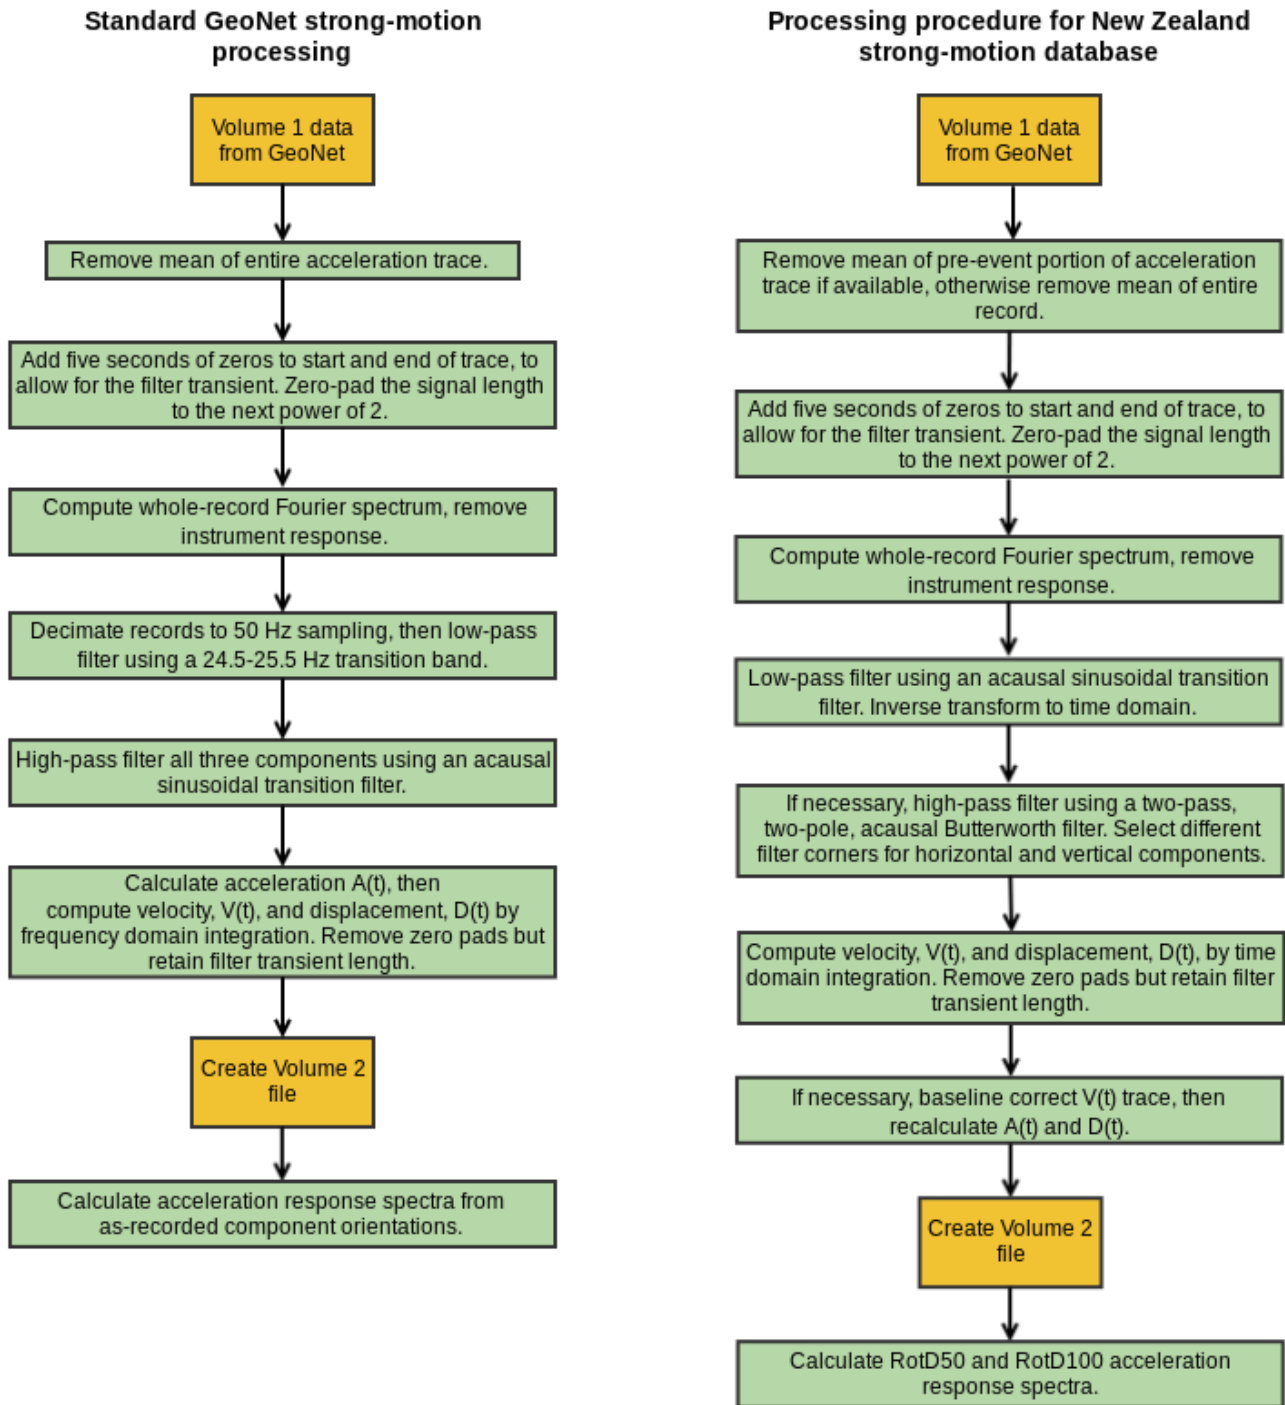 Standard GeoNet strong-motion
processing
Volume 1 data
from GeoNet
Remove mean of entire acceleration trace.
Add five seconds of zeros to start and end of trace, to
allow for the filter transient. Zero-pad the signal length
to the next power of 2.
Compute whole-record Fourier spectrum, remove
instrument response.
Decimate records to 50 Hz sampling, then low-pass
filter using a 24.5-25.5 Hz transition band.
High-pass filter all three components using an acausal
sinusoidal transition filter.
Calculate acceleration A(t), then
compute velocity, V(t), and displacement, D(t) by
frequency domain integration. Remove zero pads but
retain filter transient length.
Create Volume 2
file
Calculate acceleration response spectra from
as-recorded component orientations.
Processing procedure for New Zealand
strong-motion database
Volume 1 data
from GeoNet
Remove mean of pre-event portion of acceleration
trace if available, otherwise remove mean of entire
record.
Add five seconds of zeros to start and end of trace, to
allow for the filter transient. Zero-pad the signal length
to the next power of 2.
Compute whole-record Fourier spectrum, remove
instrument response.
Low-pass filter using an acausal sinusoidal transition
filter. Inverse transform to time domain.
If necessary, high-pass filter using a two-pass,
two-pole, acausal Butterworth filter. Select different
filter corners for horizontal and vertical components.
Compute velocity, V(t), and displacement, D(t), by time
domain integration. Remove zero pads but retain filter
transient length.
If necessary, baseline correct V(t) trace, then
recalculate A(t) and D(t).
Create Volume 2
file
Calculate RotD50 and RotD100 acceleration
response spectra.